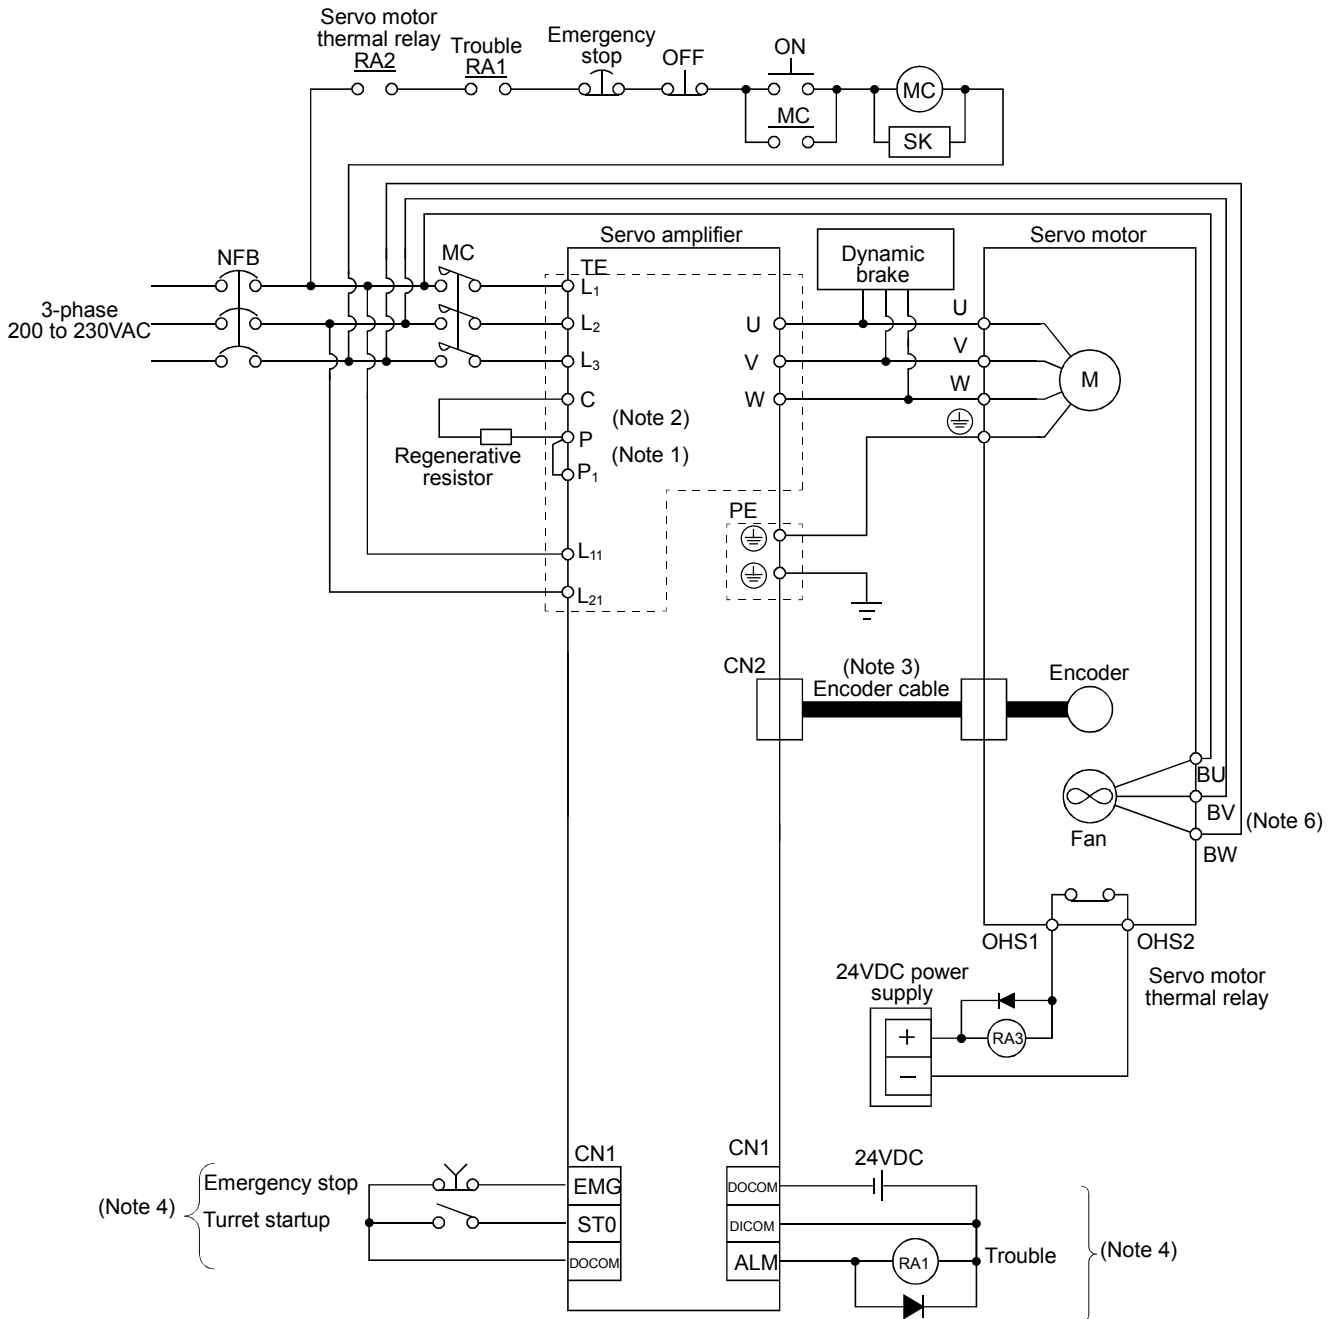 Servo motor
thermal relay
RA2
Trouble
RA1
Emergency
stop
OFF
ON
MC
MC
SK
NFB
MC
Servo amplifier
Dynamic
brake
Servo motor
3-phase
200 to 230VAC
TE
L1
L2
L3
C
P
P1
L11
L21
(Note 2)
(Note 1)
Regenerative
resistor
U
V
W
U
V
W
M
PE
CN2
(Note 3)
Encoder cable
Encoder
Fan
BU
BV
BW
(Note 6)
OHS1
OHS2
24VDC power
supply
+
−
RA3
Servo motor
thermal relay
(Note 4)
Emergency stop
Turret startup
CN1
EMG
ST0
DOCOM
CN1
DOCOM
DICOM
ALM
24VDC
RA1
Trouble
(Note 4)